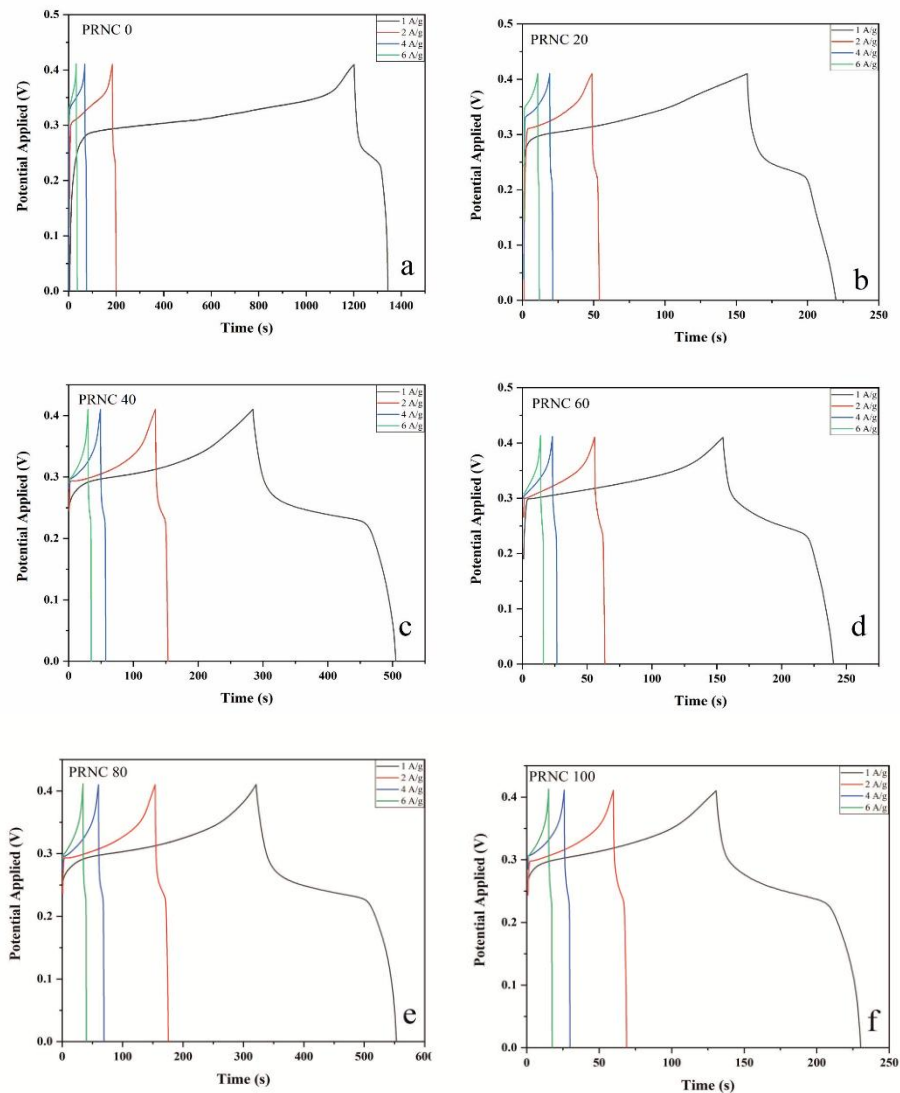 PRNC 0
1 A/g
2 A/g
4 A/g
6 A/g
Potential Applied (V)
0.5
0.4
0.3
0.2
0.1
0.0
0 200 400 600 800 1000 1200 1400
Time (s)
a
PRNC 20
1 A/g
2 A/g
4 A/g
6 A/g
Potential Applied (V)
0.5
0.4
0.3
0.2
0.1
0.0
0 50 100 150 200 250
Time (s)
b
PRNC 40
1 A/g
2 A/g
4 A/g
6 A/g
Potential Applied (V)
0.4
0.3
0.2
0.1
0.0
0 100 200 300 400 500
Time (s)
c
PRNC 60
1 A/g
2 A/g
4 A/g
6 A/g
Potential Applied (V)
0.5
0.4
0.3
0.2
0.1
0.0
0 50 100 150 200 250
Time (s)
d
PRNC 80
1 A/g
2 A/g
4 A/g
6 A/g
Potential Applied (V)
0.4
0.3
0.2
0.1
0.0
0 100 200 300 400 500 600
Time (s)
e
PRNC 100
1 A/g
2 A/g
4 A/g
6 A/g
Potential Applied (V)
0.4
0.3
0.2
0.1
0.0
0 50 100 150 200 250
Time (s)
f